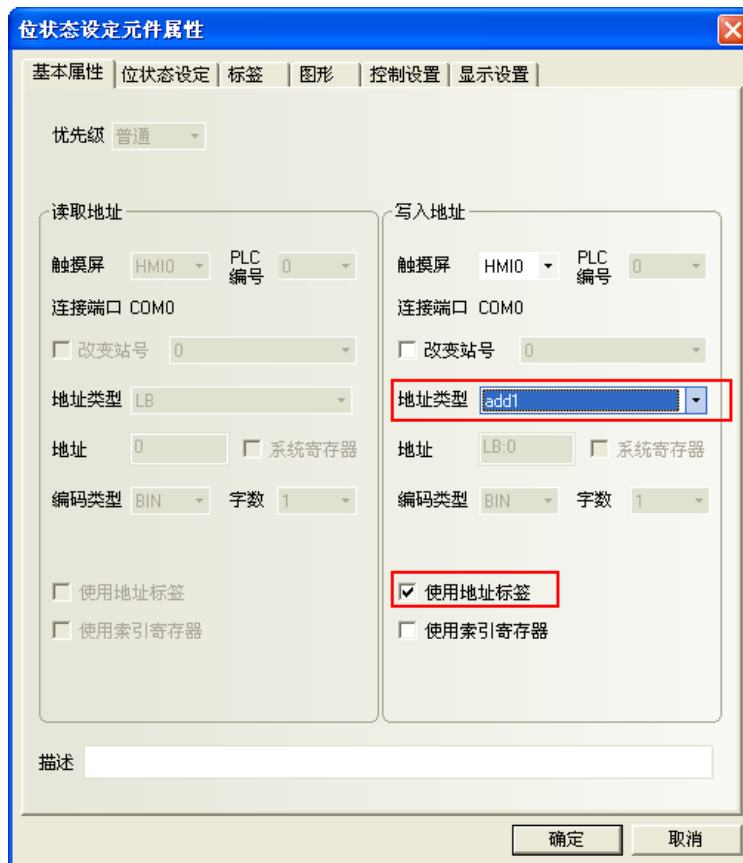 位状态设定元件属性
基本属性 位状态设定 标签 图形 控制设置 显示设置
优先级 普通
读取地址
触摸屏 HMI0 PLC编号 0
连接端口 COM0
改变站号 0
地址类型 LB
地址 0 系统寄存器
编码类型 BIN 字数 1
使用地址标签
使用索引寄存器
写入地址
触摸屏 HMI0 PLC编号 0
连接端口 COM0
改变站号 0
地址类型 add1
地址 LB:0 系统寄存器
编码类型 BIN 字数 1
使用地址标签
使用索引寄存器
描述
确定 取消